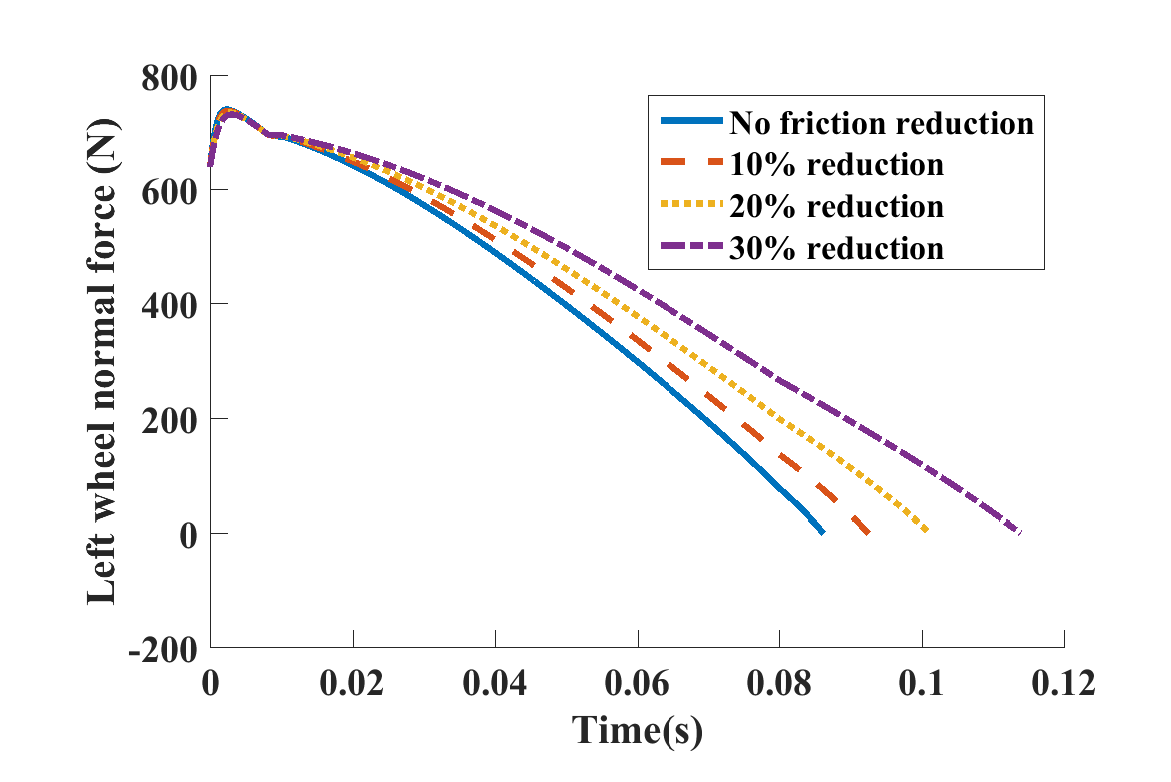 800
600
400
200
0
-200
Left wheel normal force (N)
No friction reduction
10% reduction
20% reduction
30% reduction
0 0.02 0.04 0.06 0.08 0.1 0.12
Time(s)